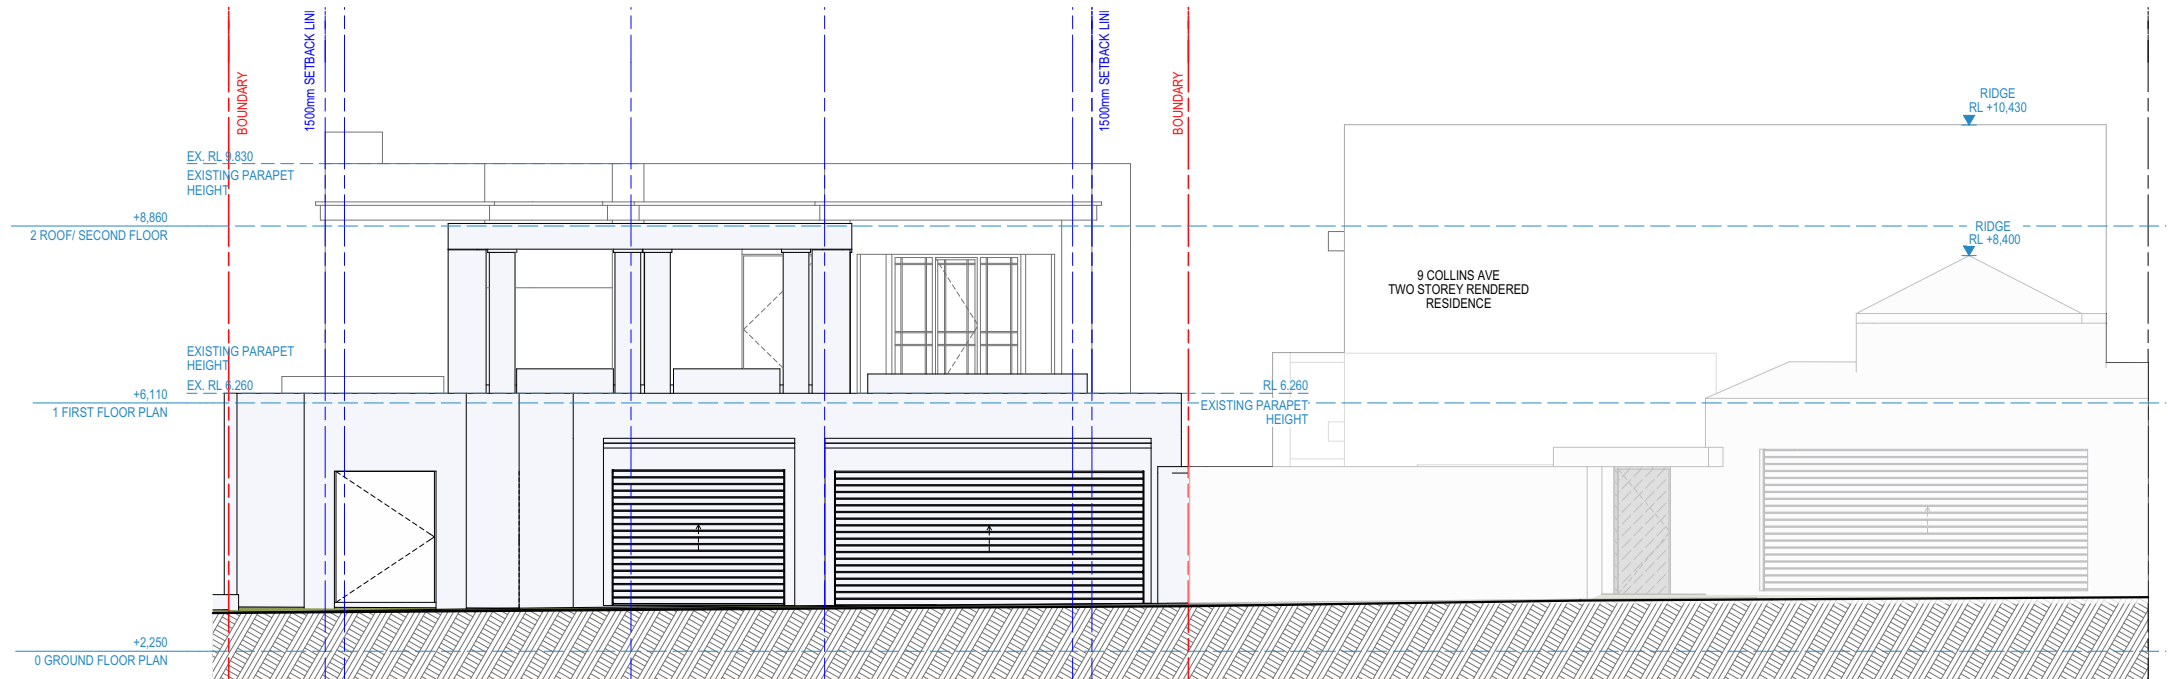 BOUNDARY
1500mm SETBACK LINI
1500mm SETBACK LINI
BOUNDARY
RIDGE
RL +10,430
EX. RL 9.830
EXISTING PARAPET
HEIGHT
+8,860
2 ROOF/ SECOND FLOOR
RIDGE
RL +8,400
9 COLLINS AVE
TWO STOREY RENDERED
RESIDENCE
EXISTING PARAPET
HEIGHT
EX. RL 6.260
+6,110
1 FIRST FLOOR PLAN
RL 6.260
EXISTING PARAPET
HEIGHT
+2,250
0 GROUND FLOOR PLAN